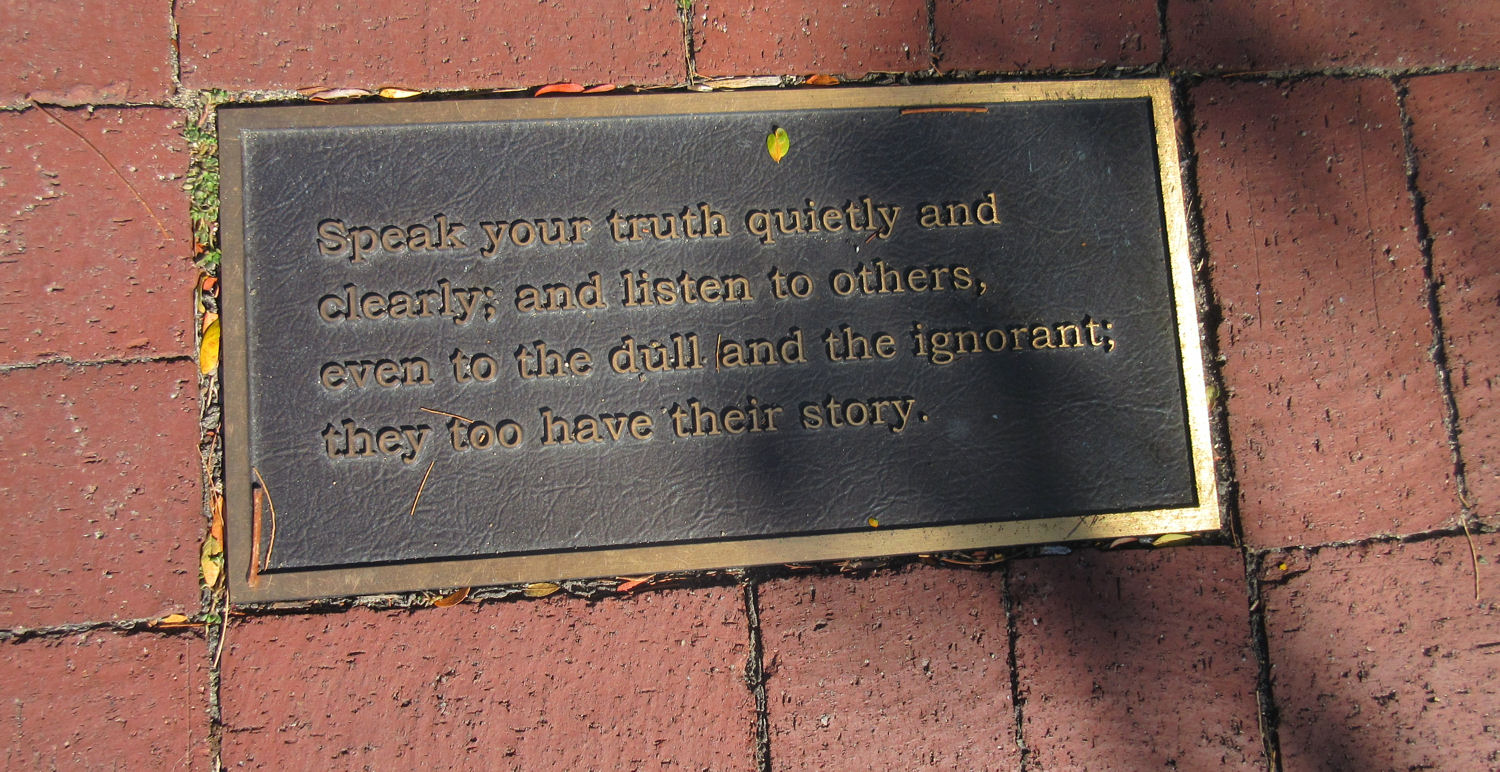 Speak your truth quietly and
clearly; and listen to others,
even to the dull and the ignorant;
they too have their story.